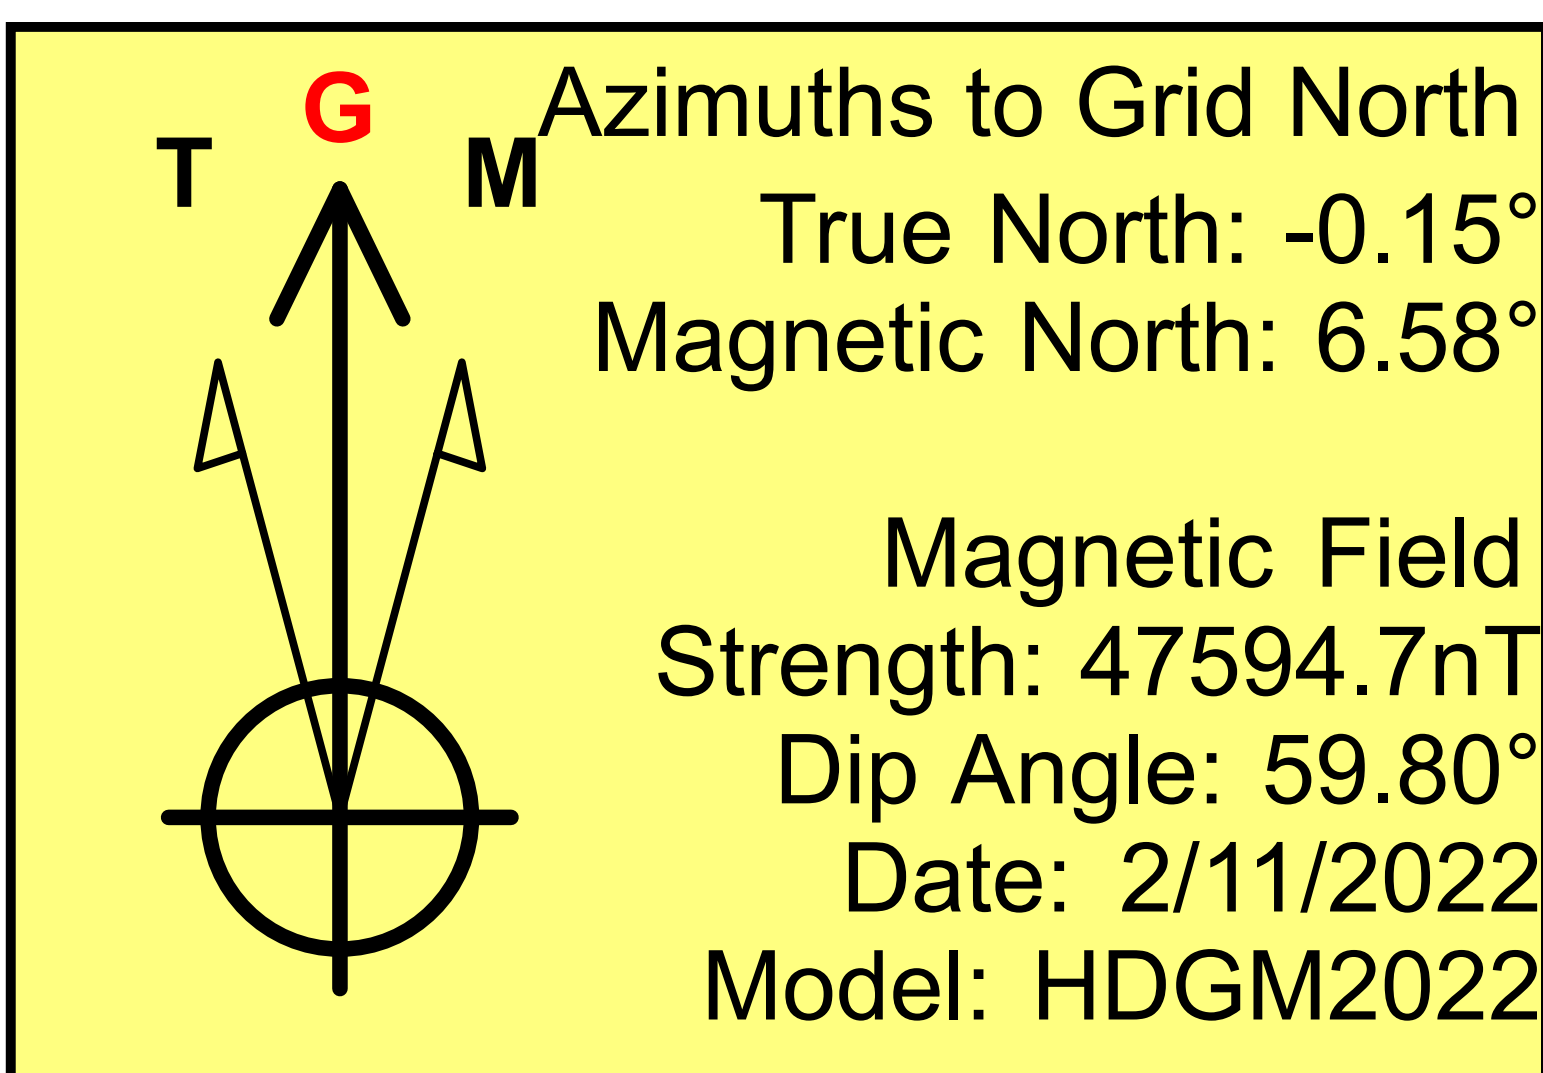 G
T
M
Azimuths to Grid North
True North: -0.15°
Magnetic North: 6.58°
Magnetic Field
Strength: 47594.7nT
Dip Angle: 59.80°
Date: 2/11/2022
Model: HDGM2022